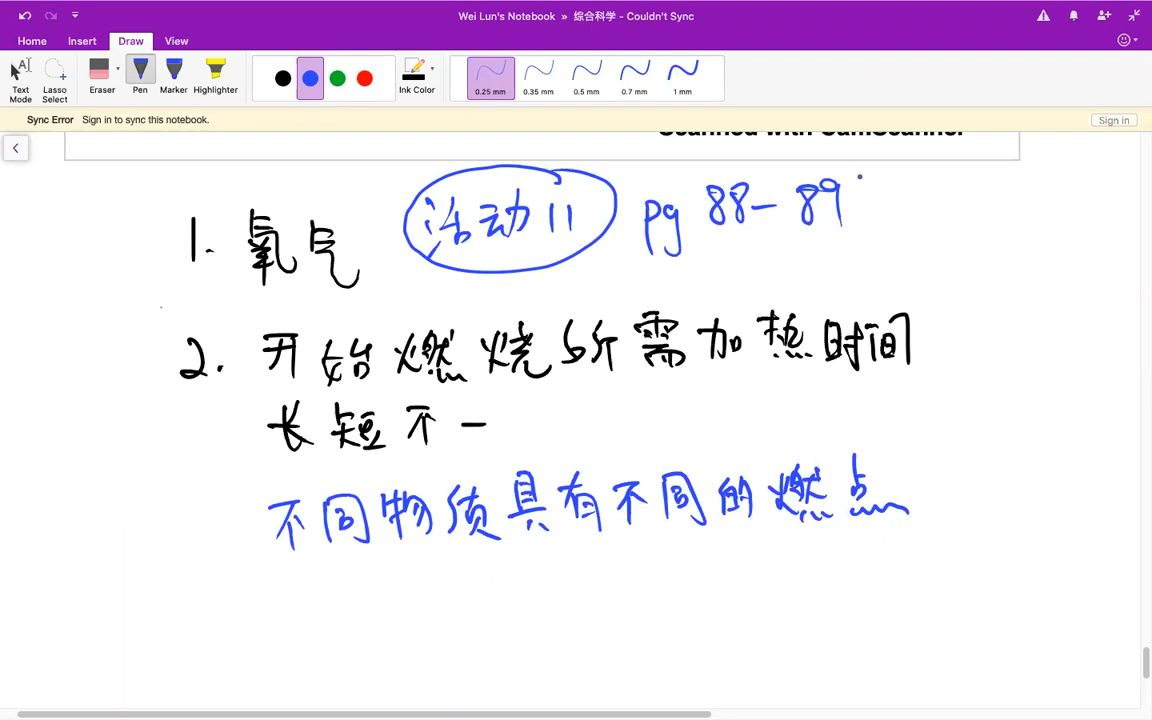 Wei Lun's Notebook » 综合科学 - Couldn't Sync
Home Insert Draw View
Text Mode Lasso Select Eraser Pen Marker Highlighter Ink Color 0.25 mm 0.35 mm 0.5 mm 0.7 mm 1 mm
Sync Error Sign in to sync this notebook. Sign in
Scanned with CamScanner
活动11 pg 88-89
1. 氧气
2. 开始燃烧所需加热时间
长短不一
不同物质具有不同的燃点